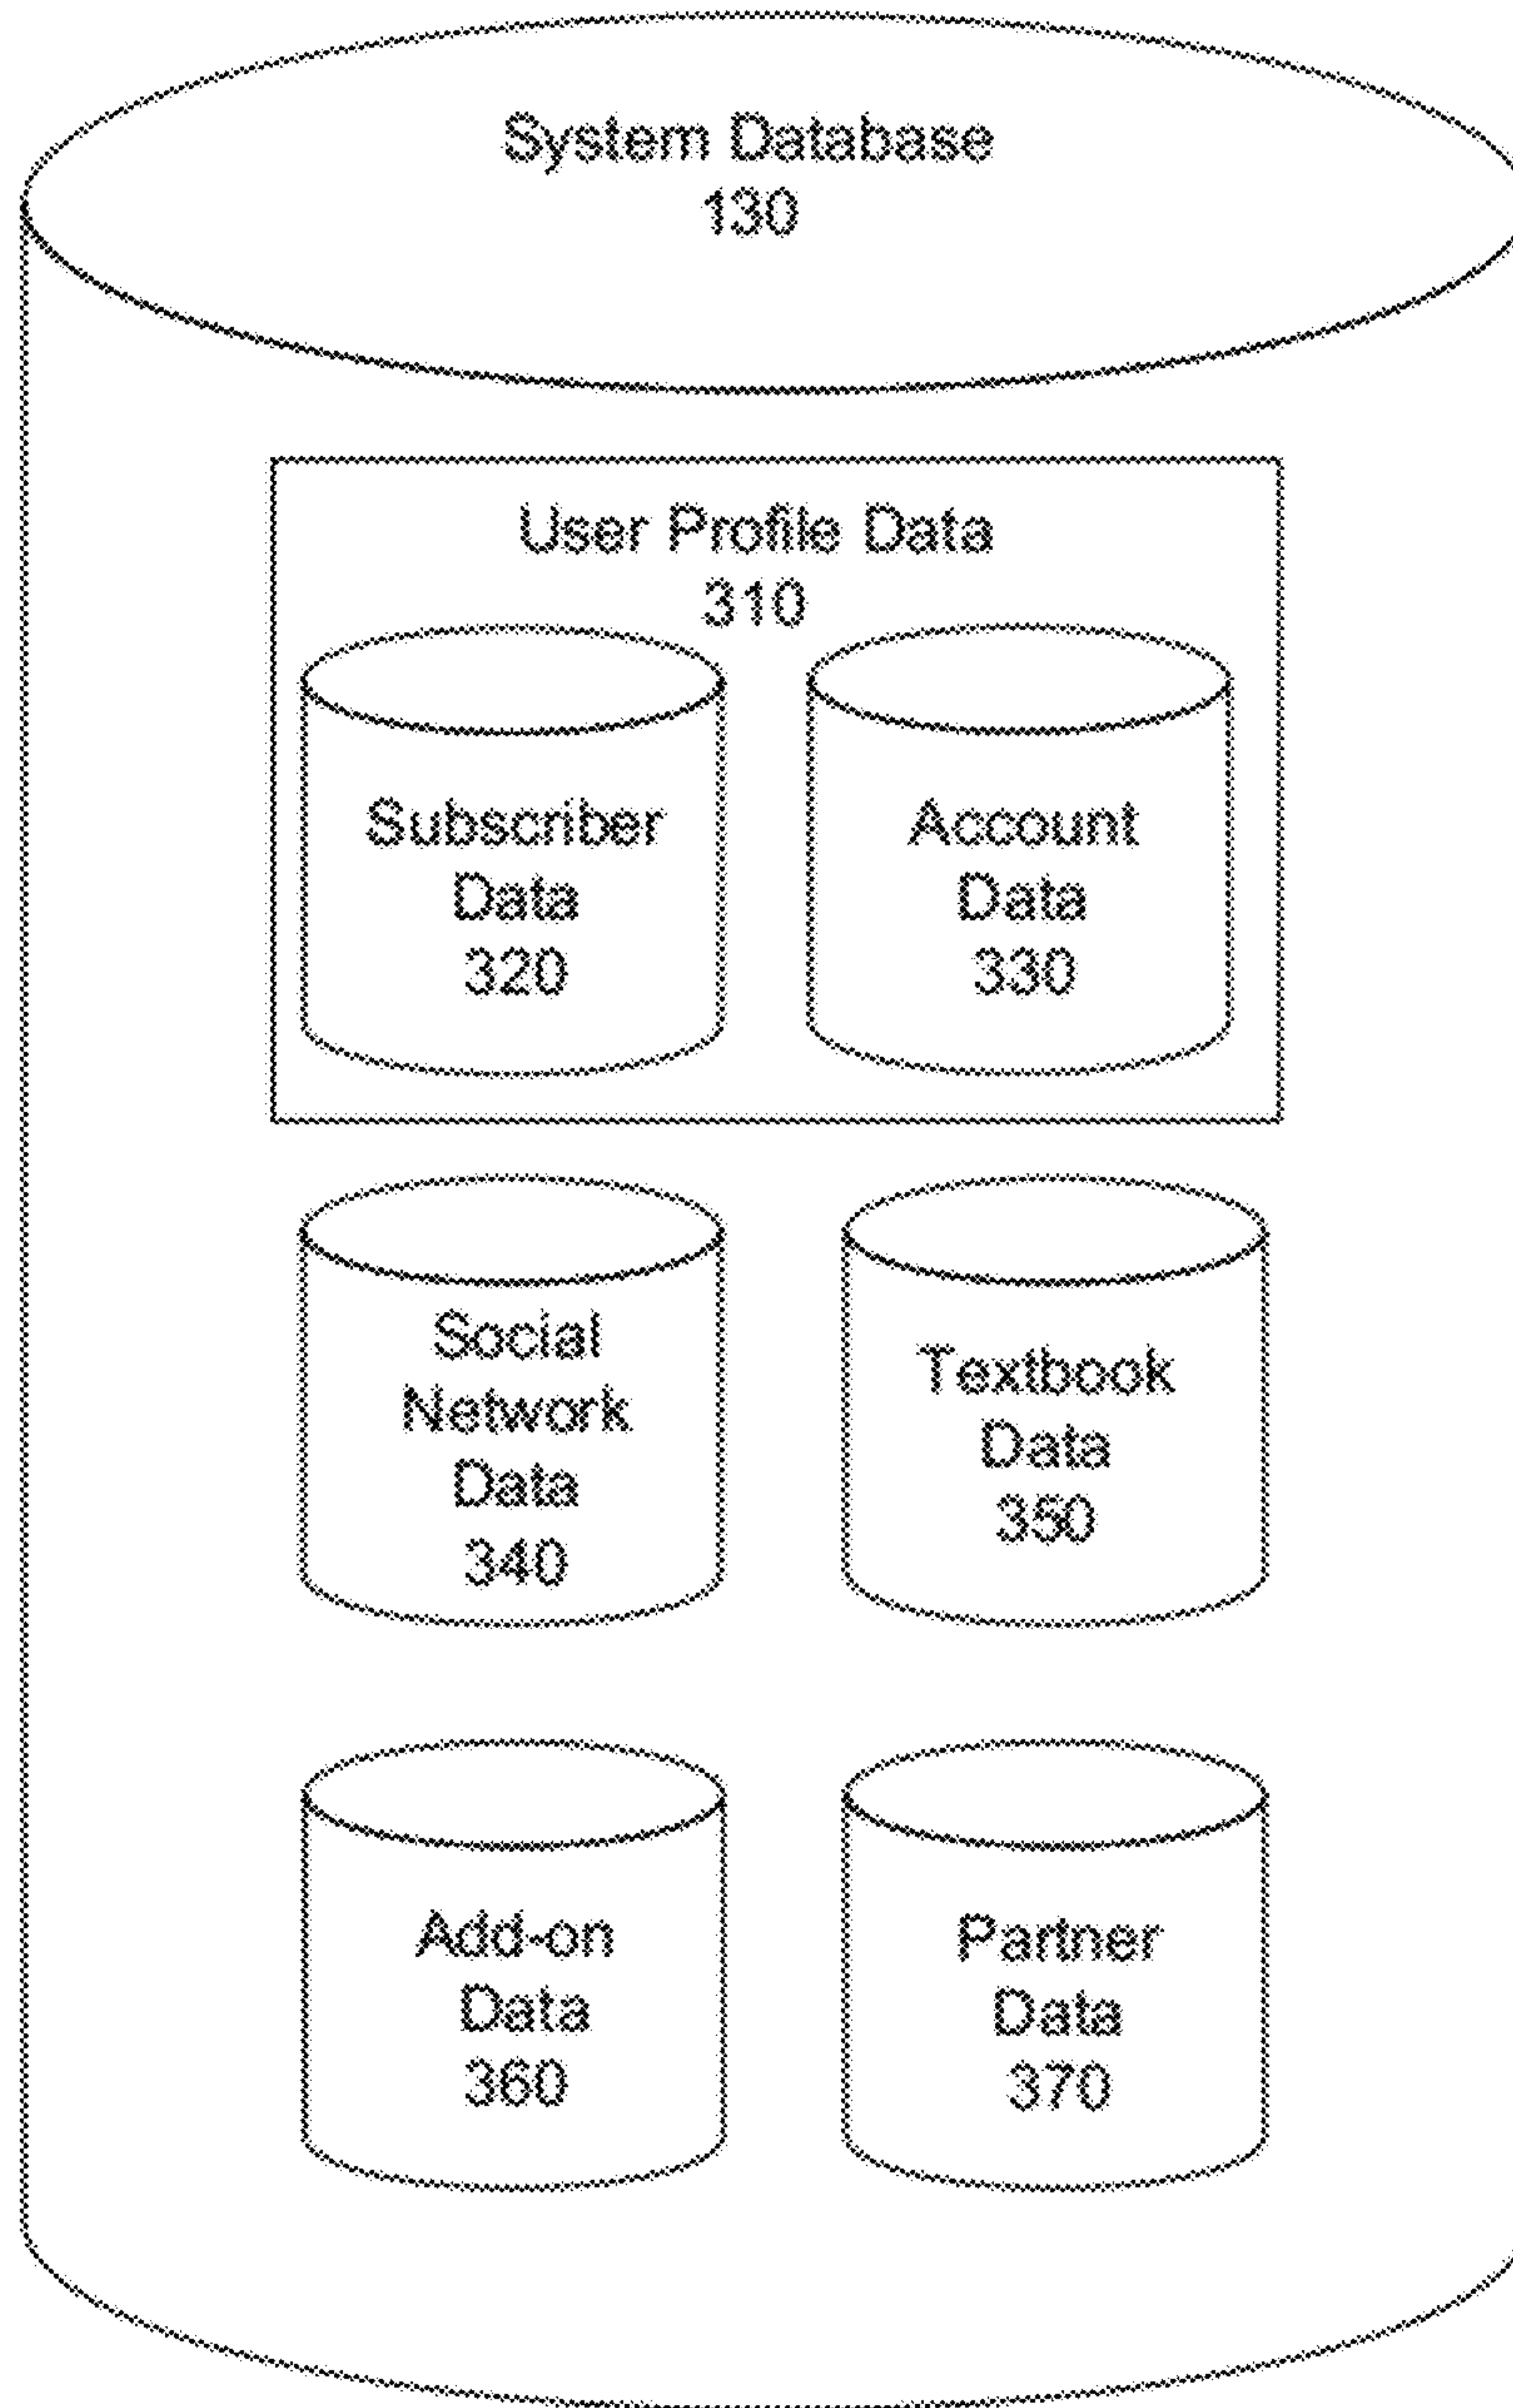 System Database
130
User Profile Data
310
Subscriber
Data
320
Account
Data
330
Social
Network
Data
340
Textbook
Data
350
Add-on
Data
360
Partner
Data
370